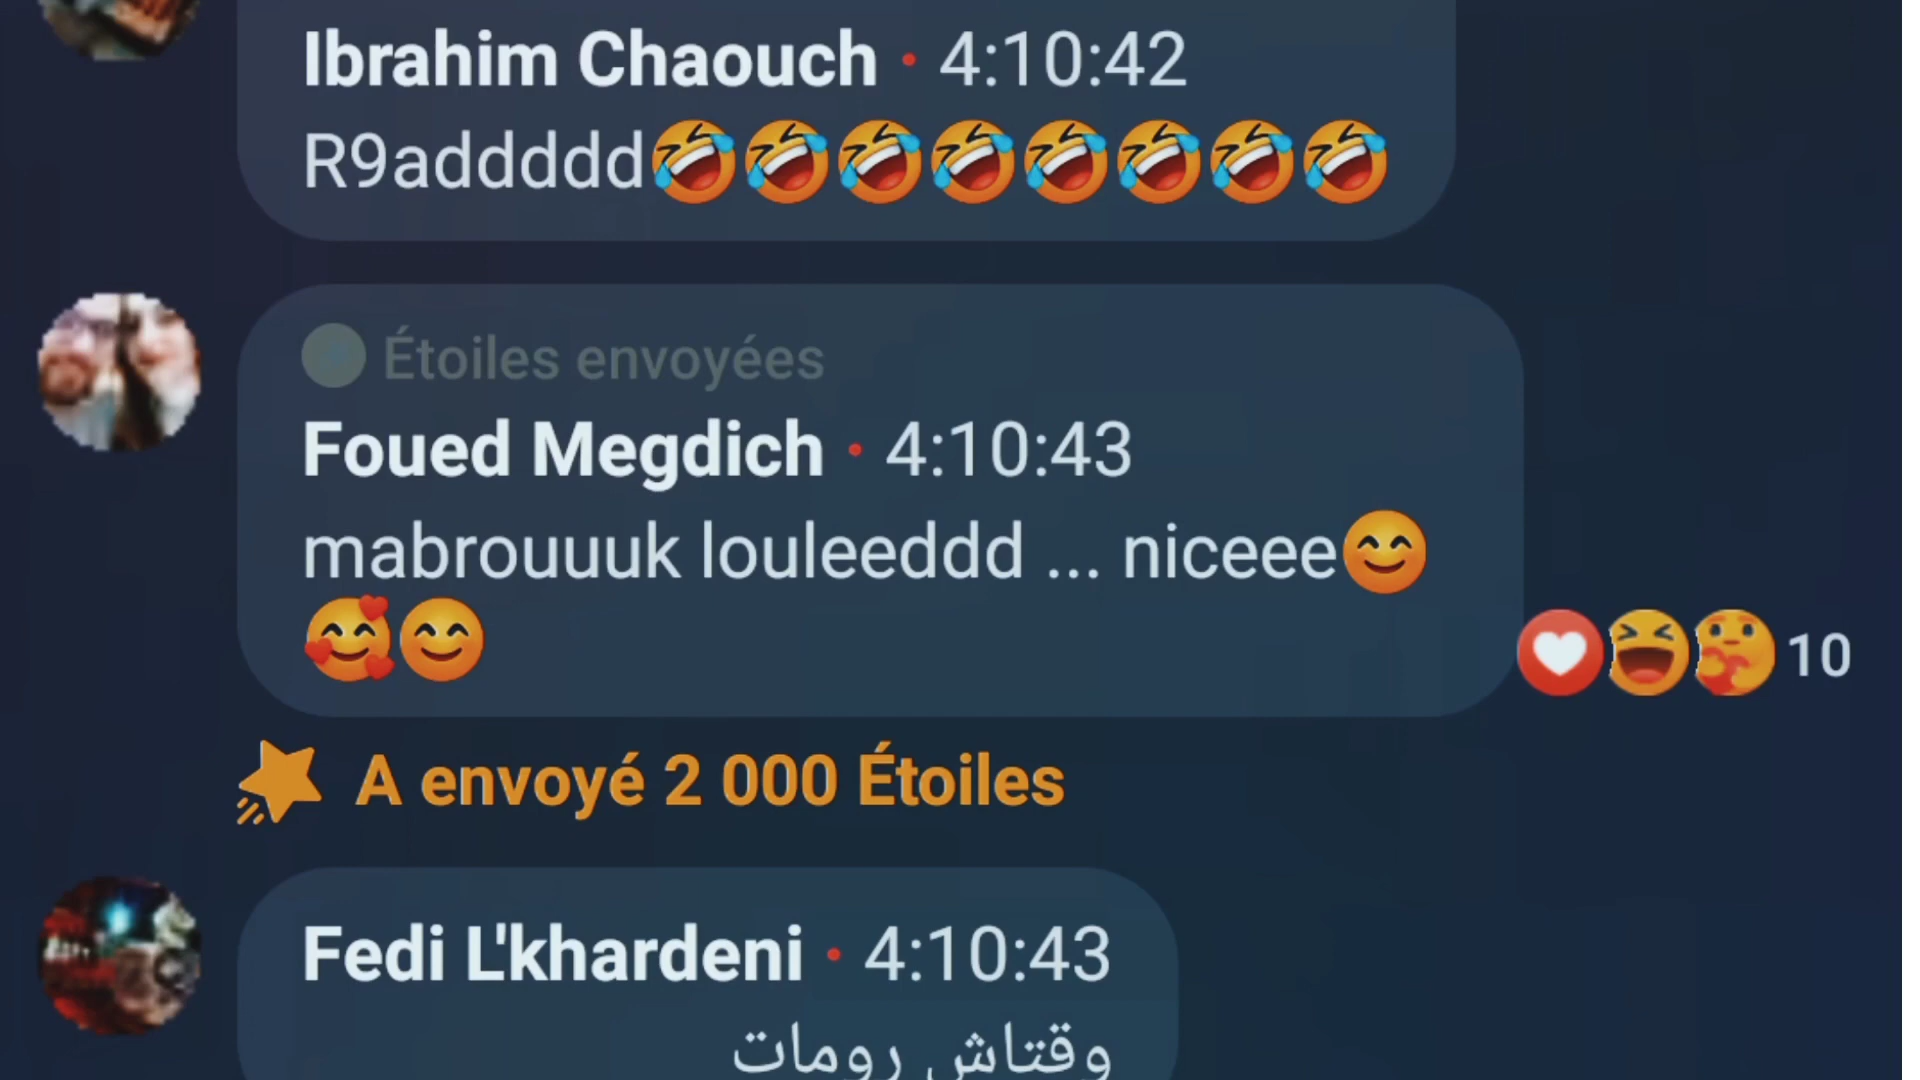 Ibrahim Chaouch • 4:10:42
R9addddd🤣🤣🤣🤣🤣🤣🤣🤣
Étoiles envoyées
Foued Megdich • 4:10:43
mabrouuuk louleeddd ... niceee😊
🥰😊
10
A envoyé 2 000 Étoiles
Fedi L'khardeni • 4:10:43
وقتاش رومات